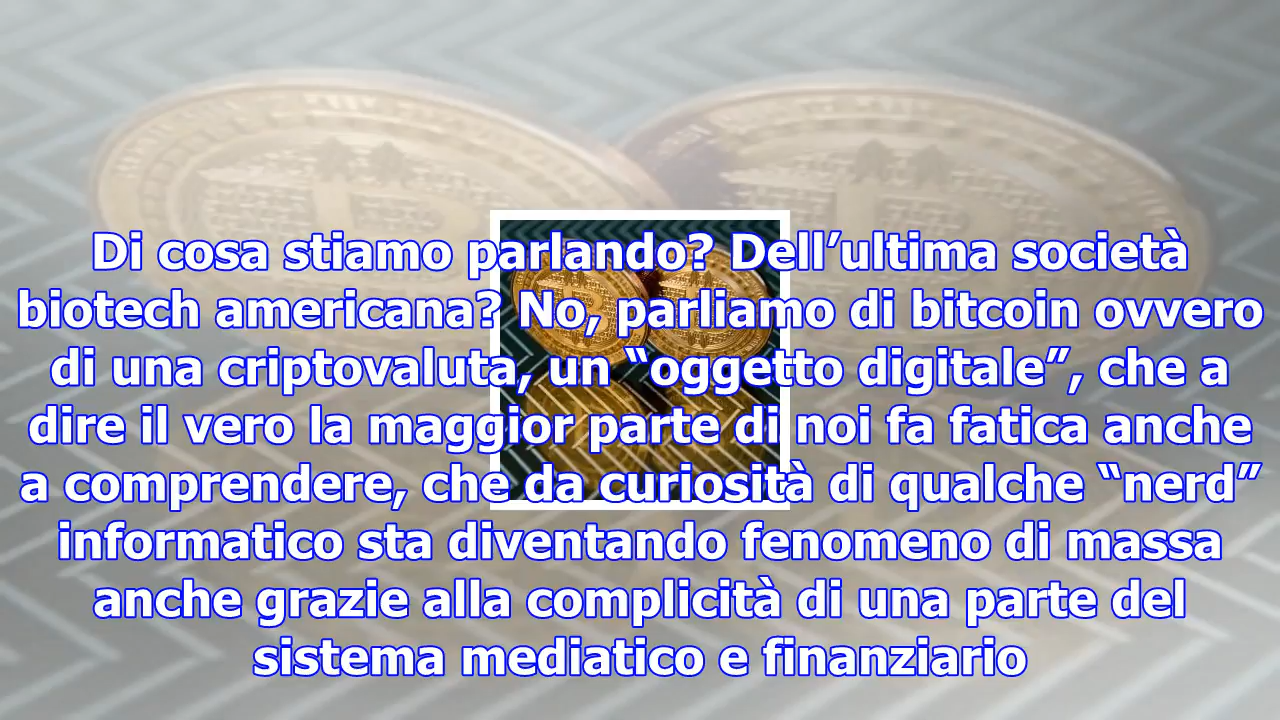 Di cosa stiamo parlando? Dell’ultima società
biotech americana? No, parliamo di bitcoin ovvero
di una criptovaluta, un “oggetto digitale”, che a
dire il vero la maggior parte di noi fa fatica anche
a comprendere, che da curiosità di qualche “nerd”
informatico sta diventando fenomeno di massa
anche grazie alla complicità di una parte del
sistema mediatico e finanziario